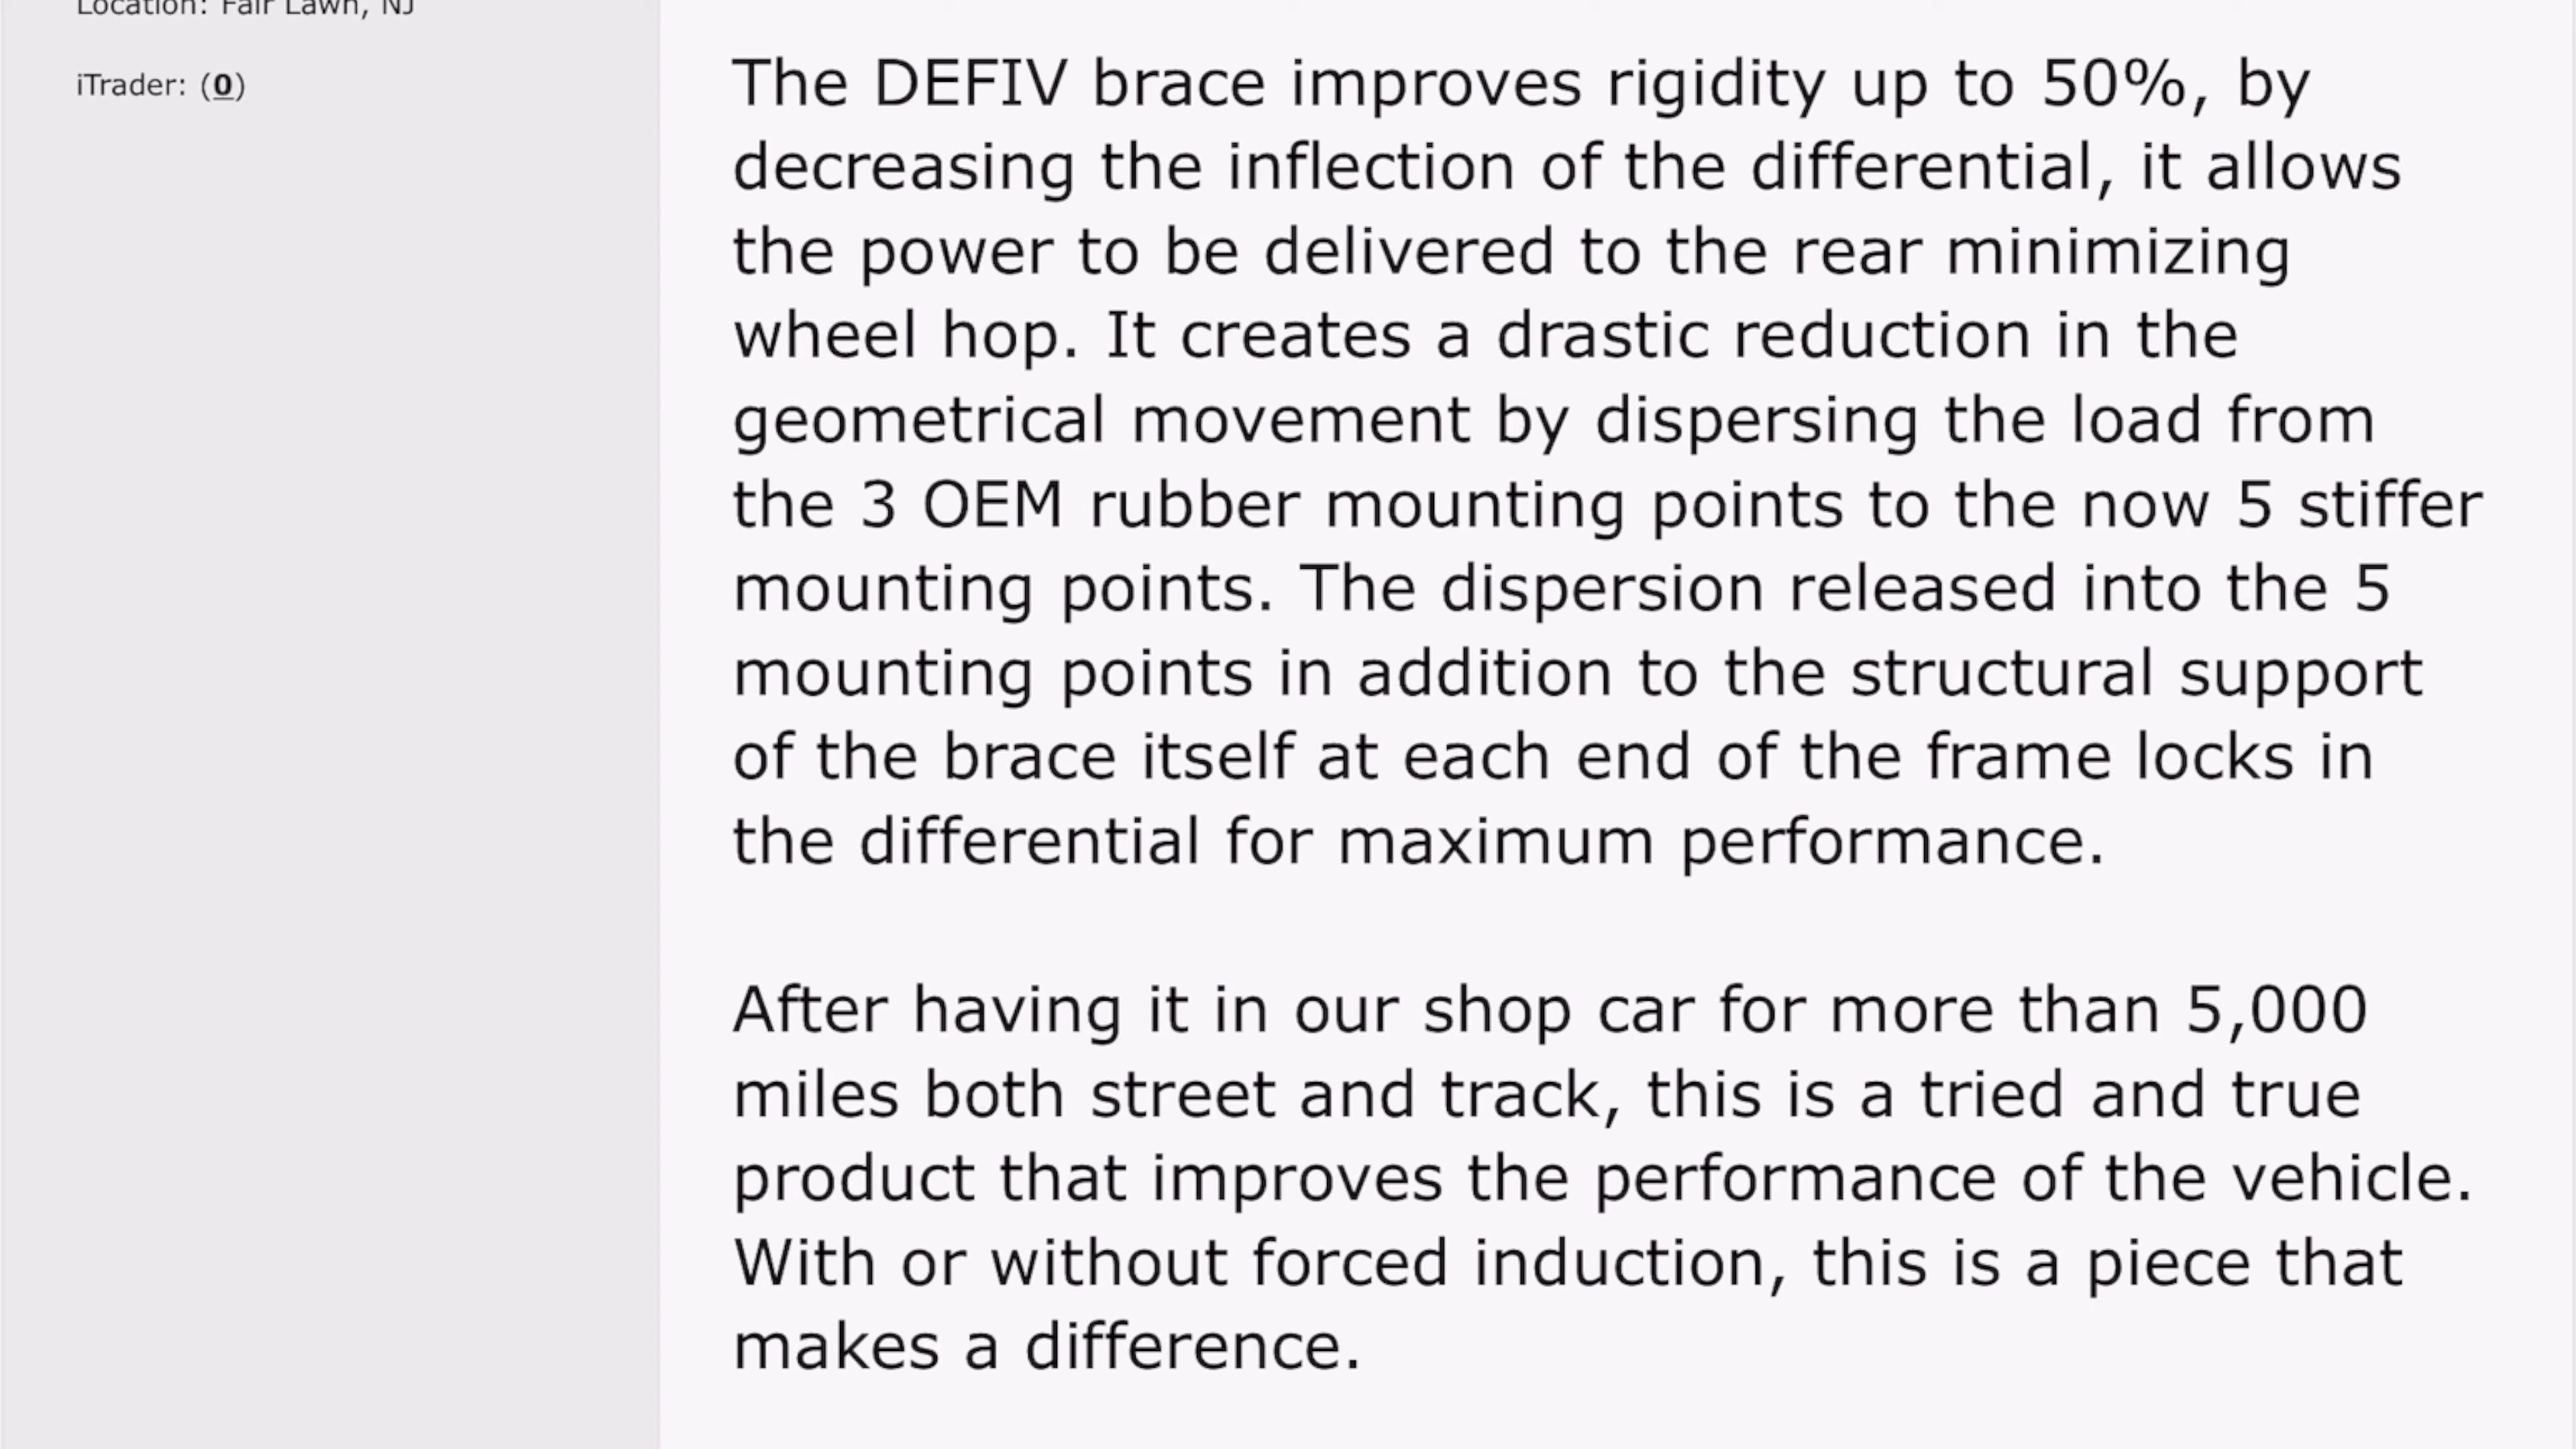 Location: Fair Lawn, NJ
iTrader: (0)
The DEFIV brace improves rigidity up to 50%, by
decreasing the inflection of the differential, it allows
the power to be delivered to the rear minimizing
wheel hop. It creates a drastic reduction in the
geometrical movement by dispersing the load from
the 3 OEM rubber mounting points to the now 5 stiffer
mounting points. The dispersion released into the 5
mounting points in addition to the structural support
of the brace itself at each end of the frame locks in
the differential for maximum performance.
After having it in our shop car for more than 5,000
miles both street and track, this is a tried and true
product that improves the performance of the vehicle.
With or without forced induction, this is a piece that
makes a difference.